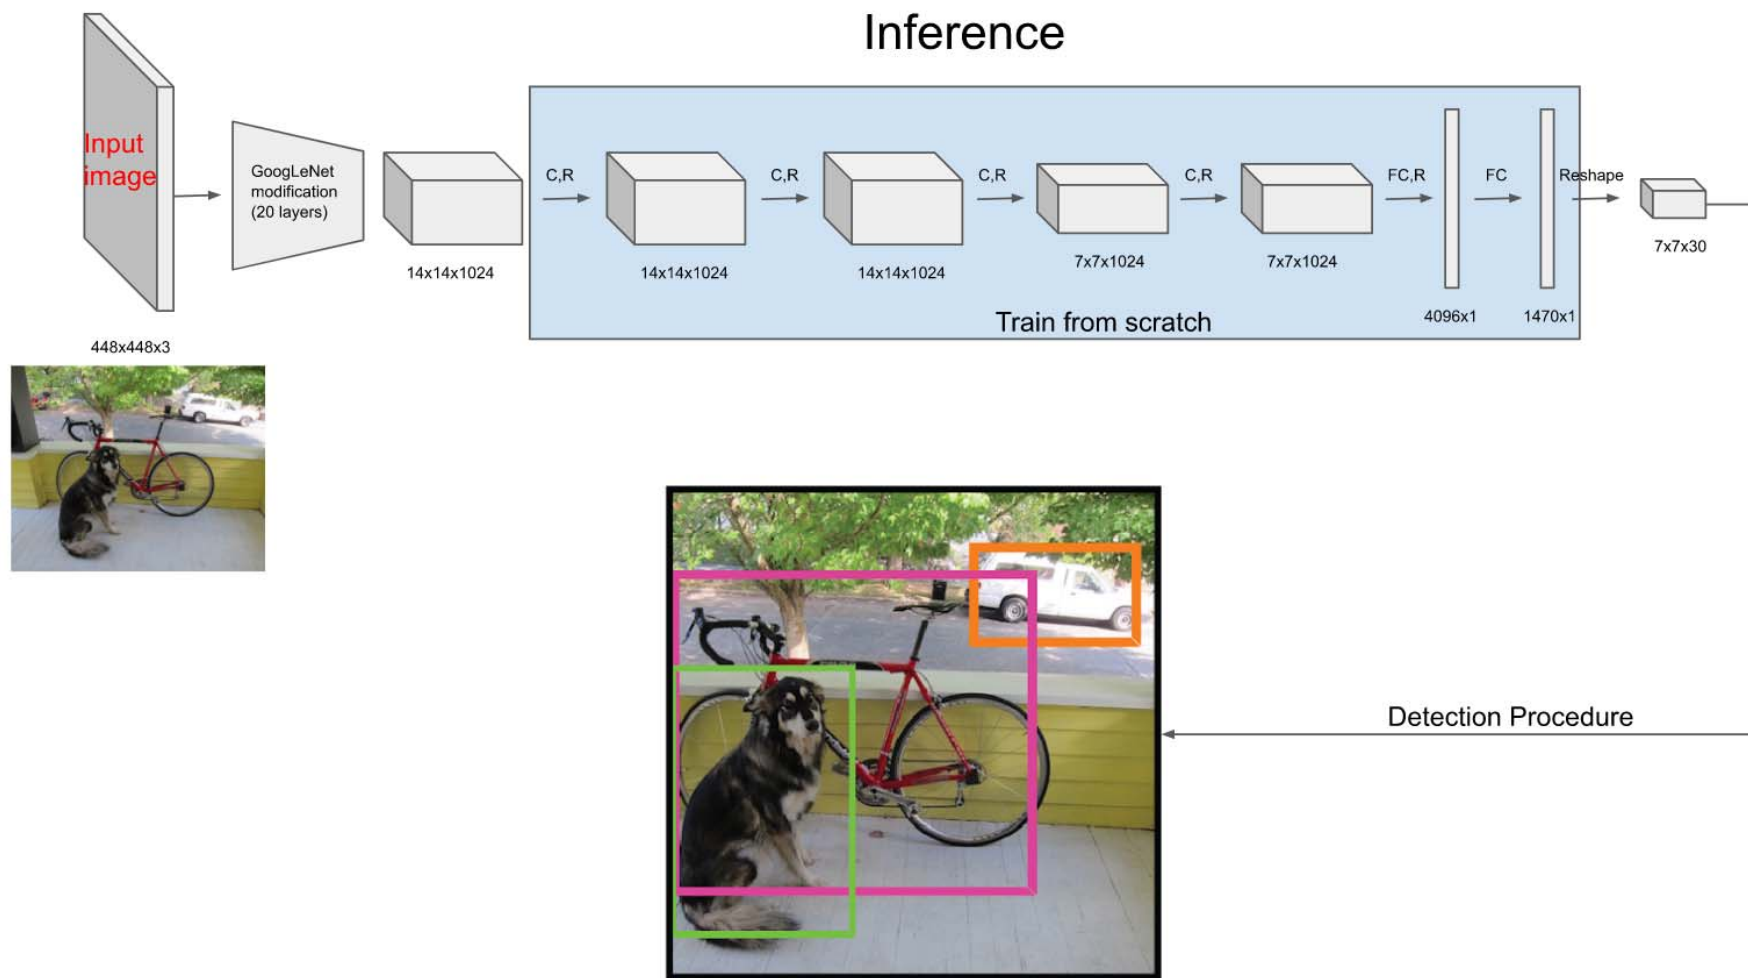 Inference
Input
image
GoogLeNet
modification
(20 layers)
C,R
C,R
C,R
C,R
FC,R
FC
Reshape
448x448x3
14x14x1024
14x14x1024
14x14x1024
7x7x1024
7x7x1024
4096x1
1470x1
7x7x30
Train from scratch
Detection Procedure